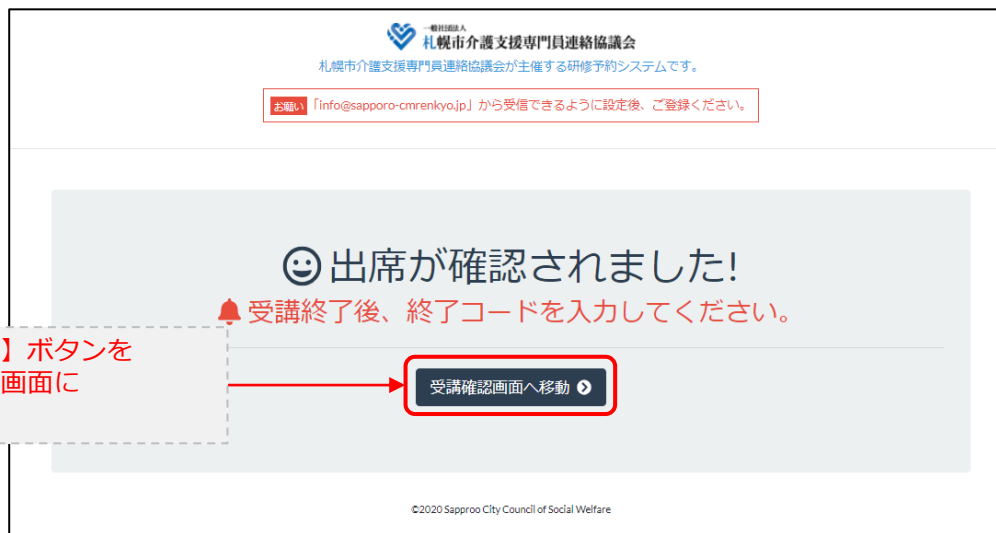 一般社団法人
札幌市介護支援専門員連絡協議会
札幌市介護支援専門員連絡協議会が主催する研修予約システムです。
お願い 「info@sapporo-cmrenkyo.jp」から受信できるように設定後、ご登録ください。
出席が確認されました!
受講終了後、終了コードを入力してください。
】ボタンを
画面に
受講確認画面へ移動
©2020 Sapproo City Council of Social Welfare